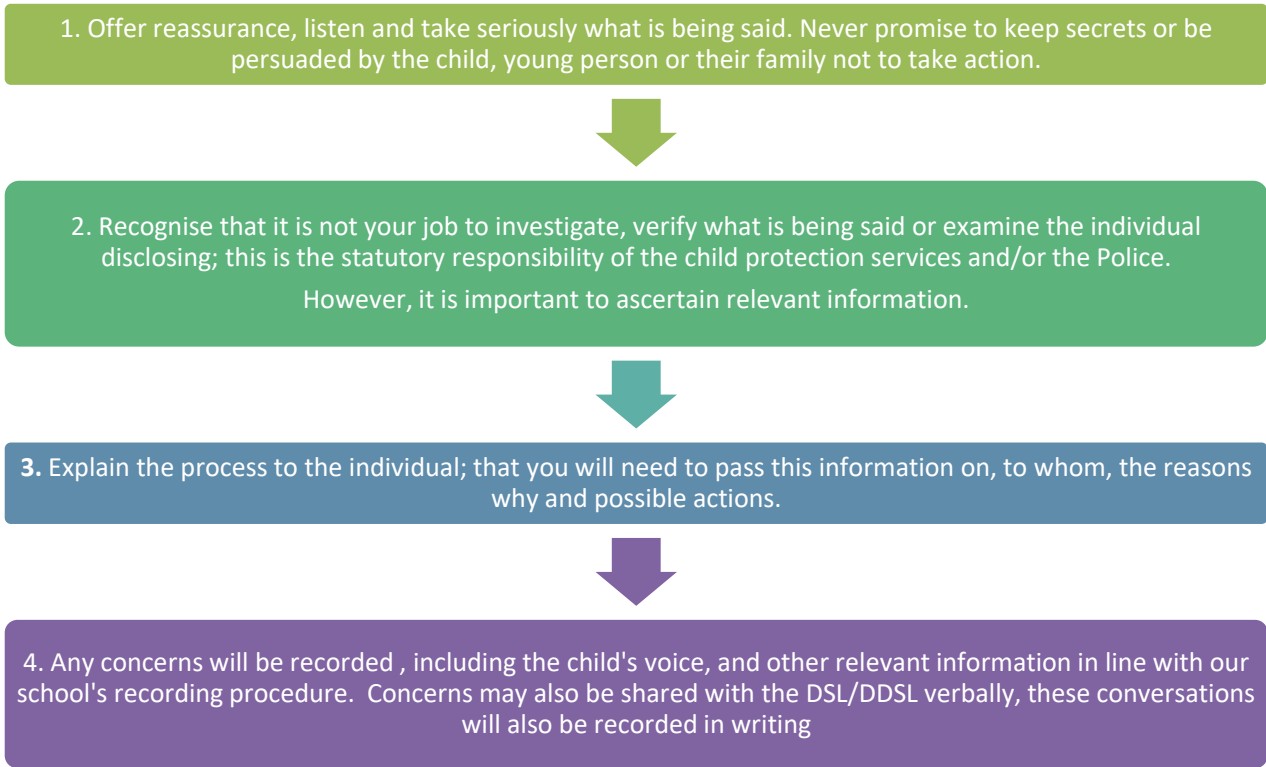 1. Offer reassurance, listen and take seriously what is being said. Never promise to keep secrets or be
persuaded by the child, young person or their family not to take action.
2. Recognise that it is not your job to investigate, verify what is being said or examine the individual
disclosing; this is the statutory responsibility of the child protection services and/or the Police.
However, it is important to ascertain relevant information.
3. Explain the process to the individual; that you will need to pass this information on, to whom, the reasons
why and possible actions.
4. Any concerns will be recorded , including the child's voice, and other relevant information in line with our
school's recording procedure.  Concerns may also be shared with the DSL/DDSL verbally, these conversations
will also be recorded in writing